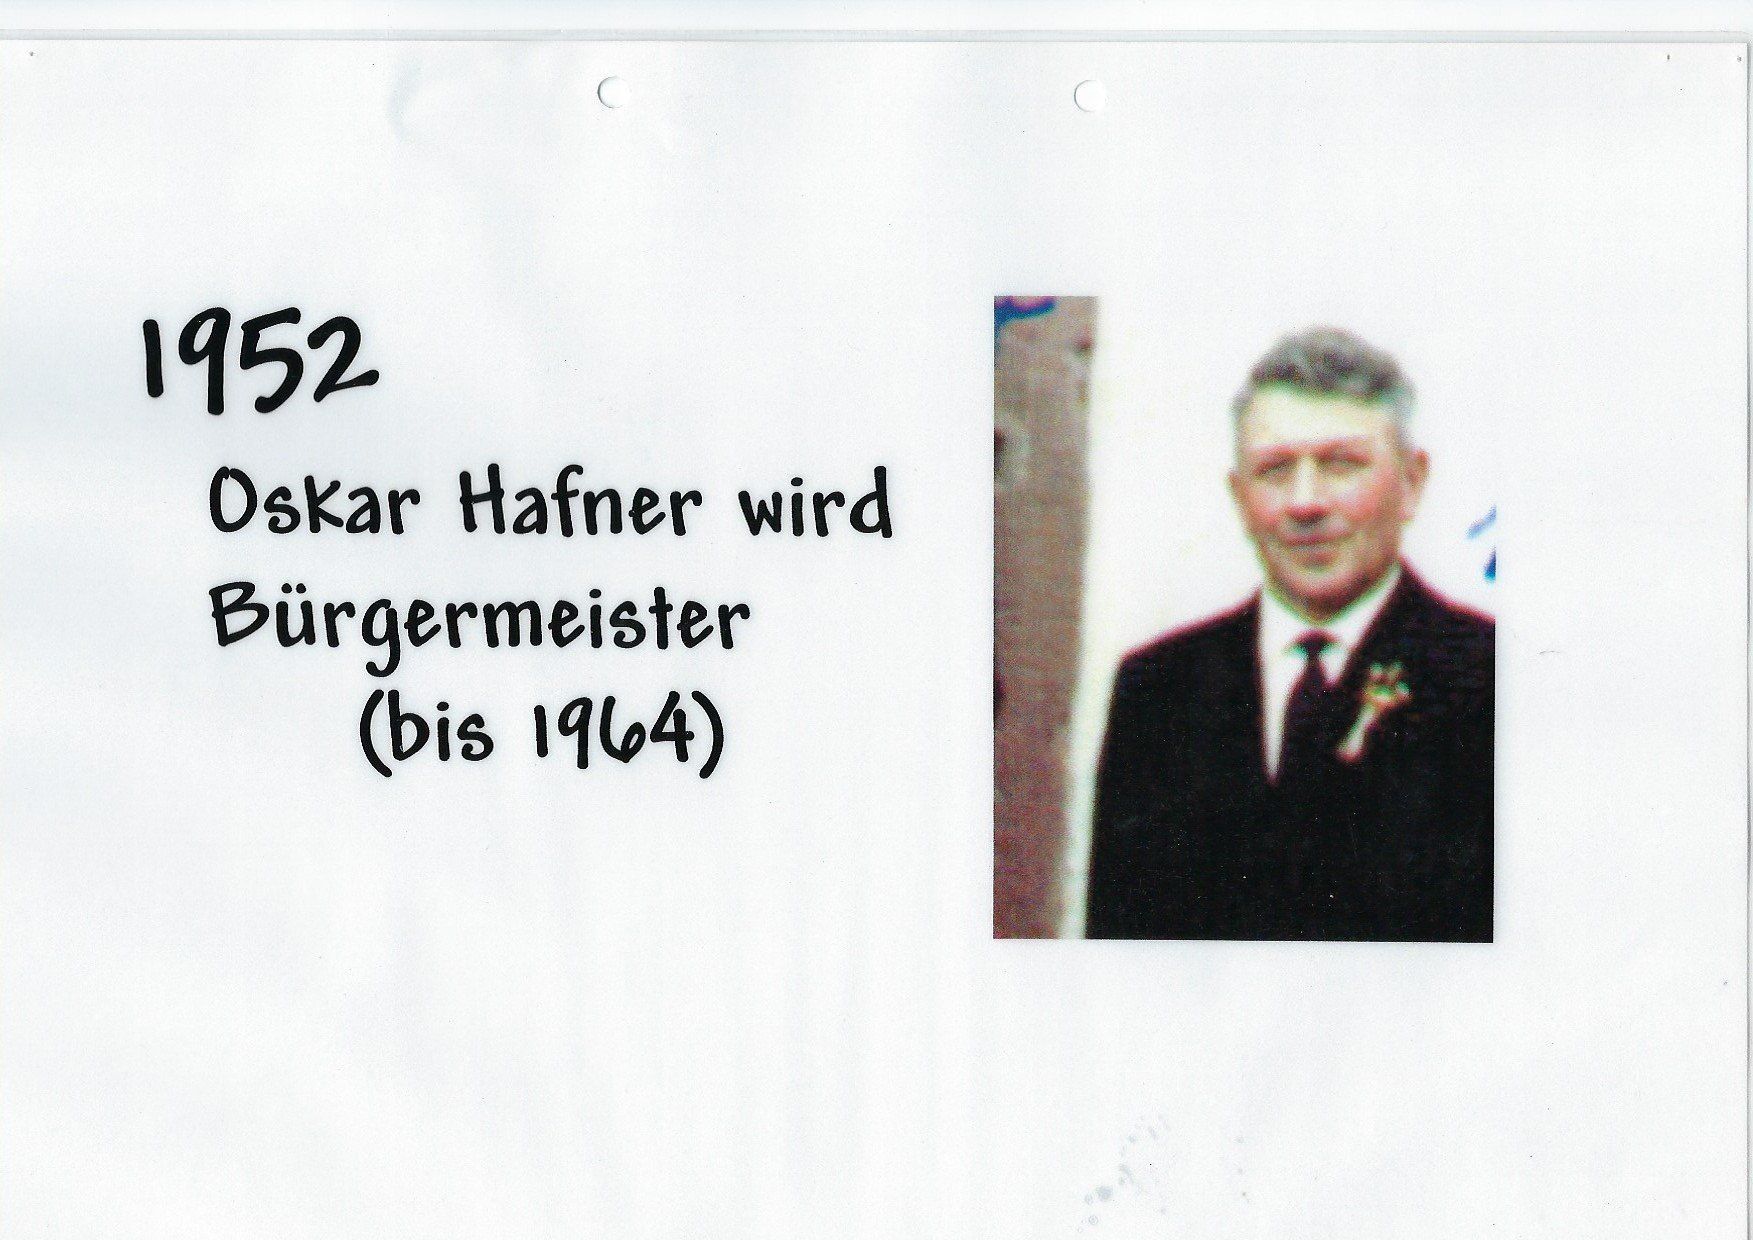 1952
Oskar Hafner wird
Bürgermeister
(bis 1964)